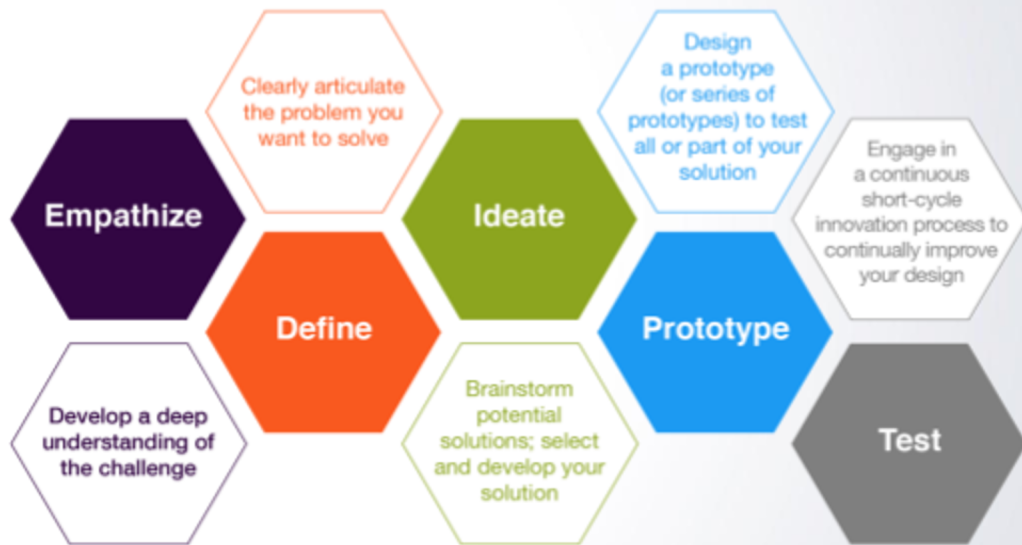 Empathize
Develop a deep
understanding of
the challenge
Clearly articulate
the problem you
want to solve
Define
Ideate
Brainstorm
potential
solutions; select
and develop your
solution
Design
a prototype
(or series of
prototypes) to test
all or part of your
solution
Prototype
Engage in
a continuous
short-cycle
innovation process to
continually improve
your design
Test